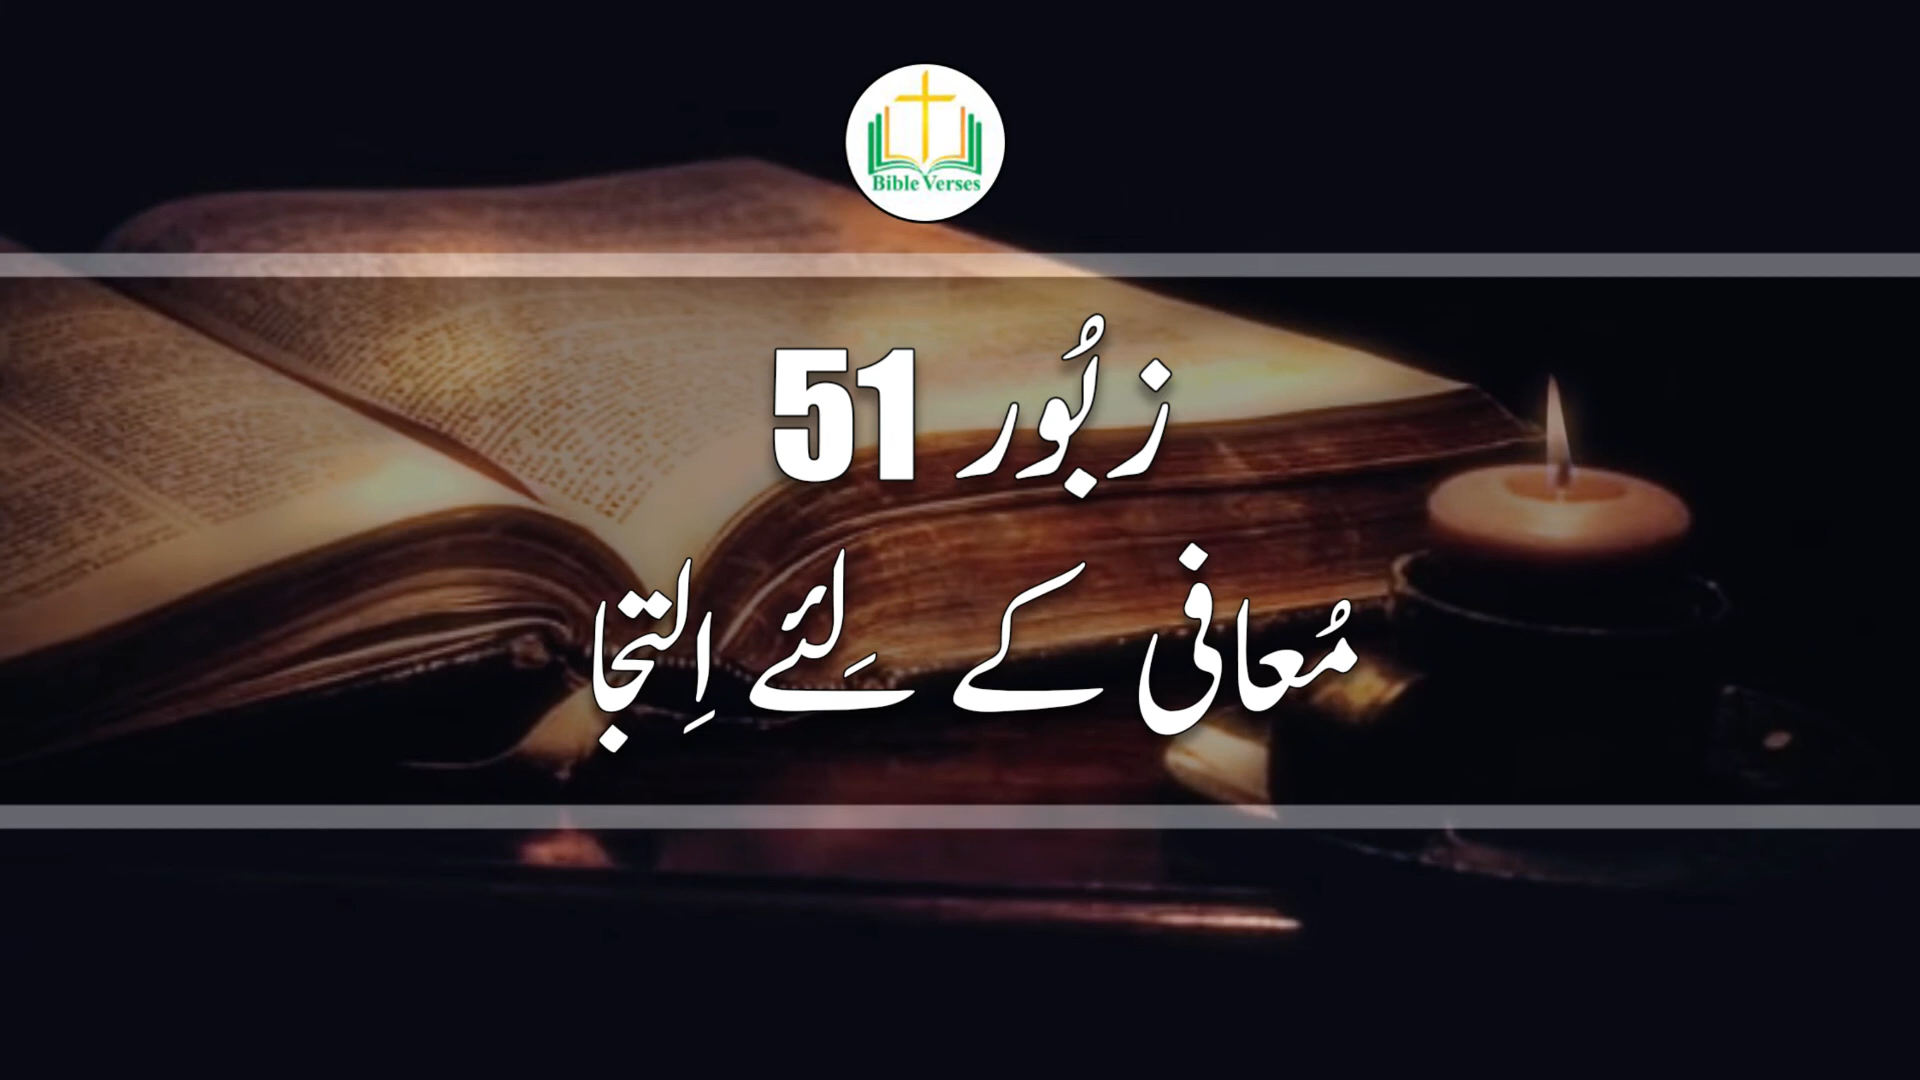 Bible Verses
زبُور 51
مُعافی کے لِئے اِلتجا